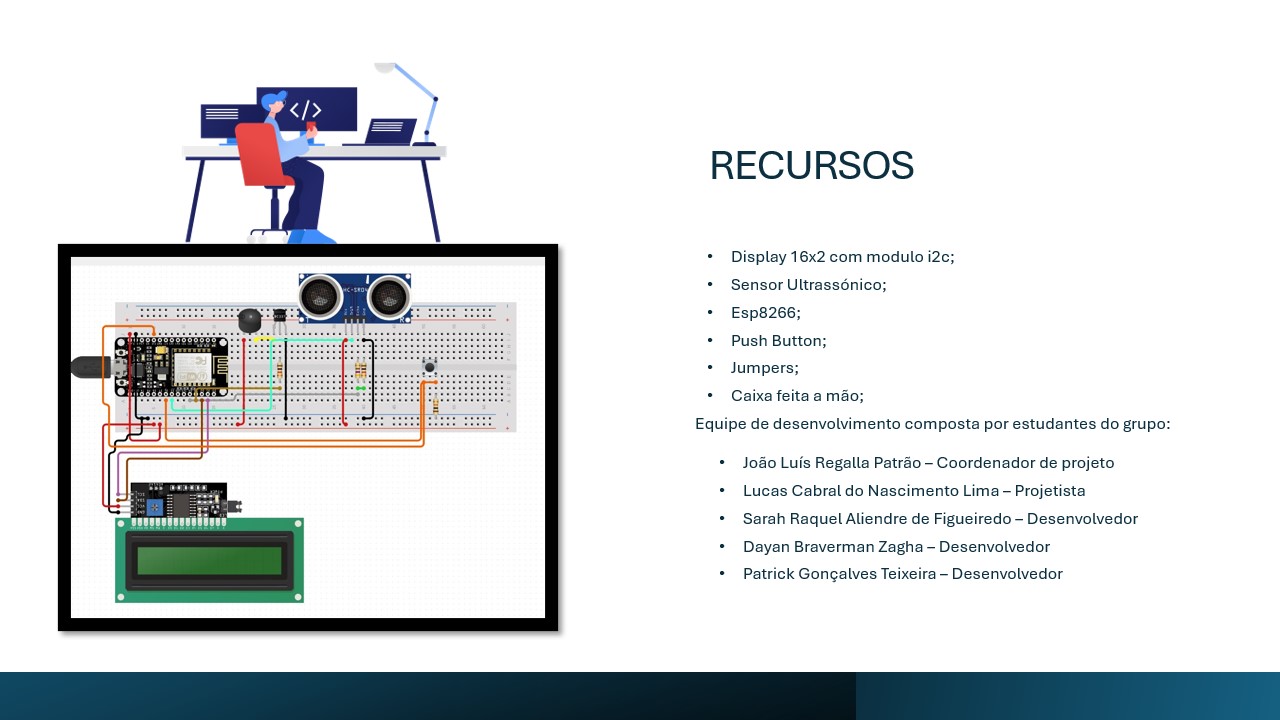 RECURSOS
• Display 16x2 com modulo i2c;
• Sensor Ultrassónico;
• Esp8266;
• Push Button;
• Jumpers;
• Caixa feita a mão;
Equipe de desenvolvimento composta por estudantes do grupo:
• João Luís Regalla Patrão – Coordenador de projeto
• Lucas Cabral do Nascimento Lima – Projetista
• Sarah Raquel Aliendre de Figueiredo – Desenvolvedor
• Dayan Braverman Zagha – Desenvolvedor
• Patrick Gonçalves Teixeira – Desenvolvedor